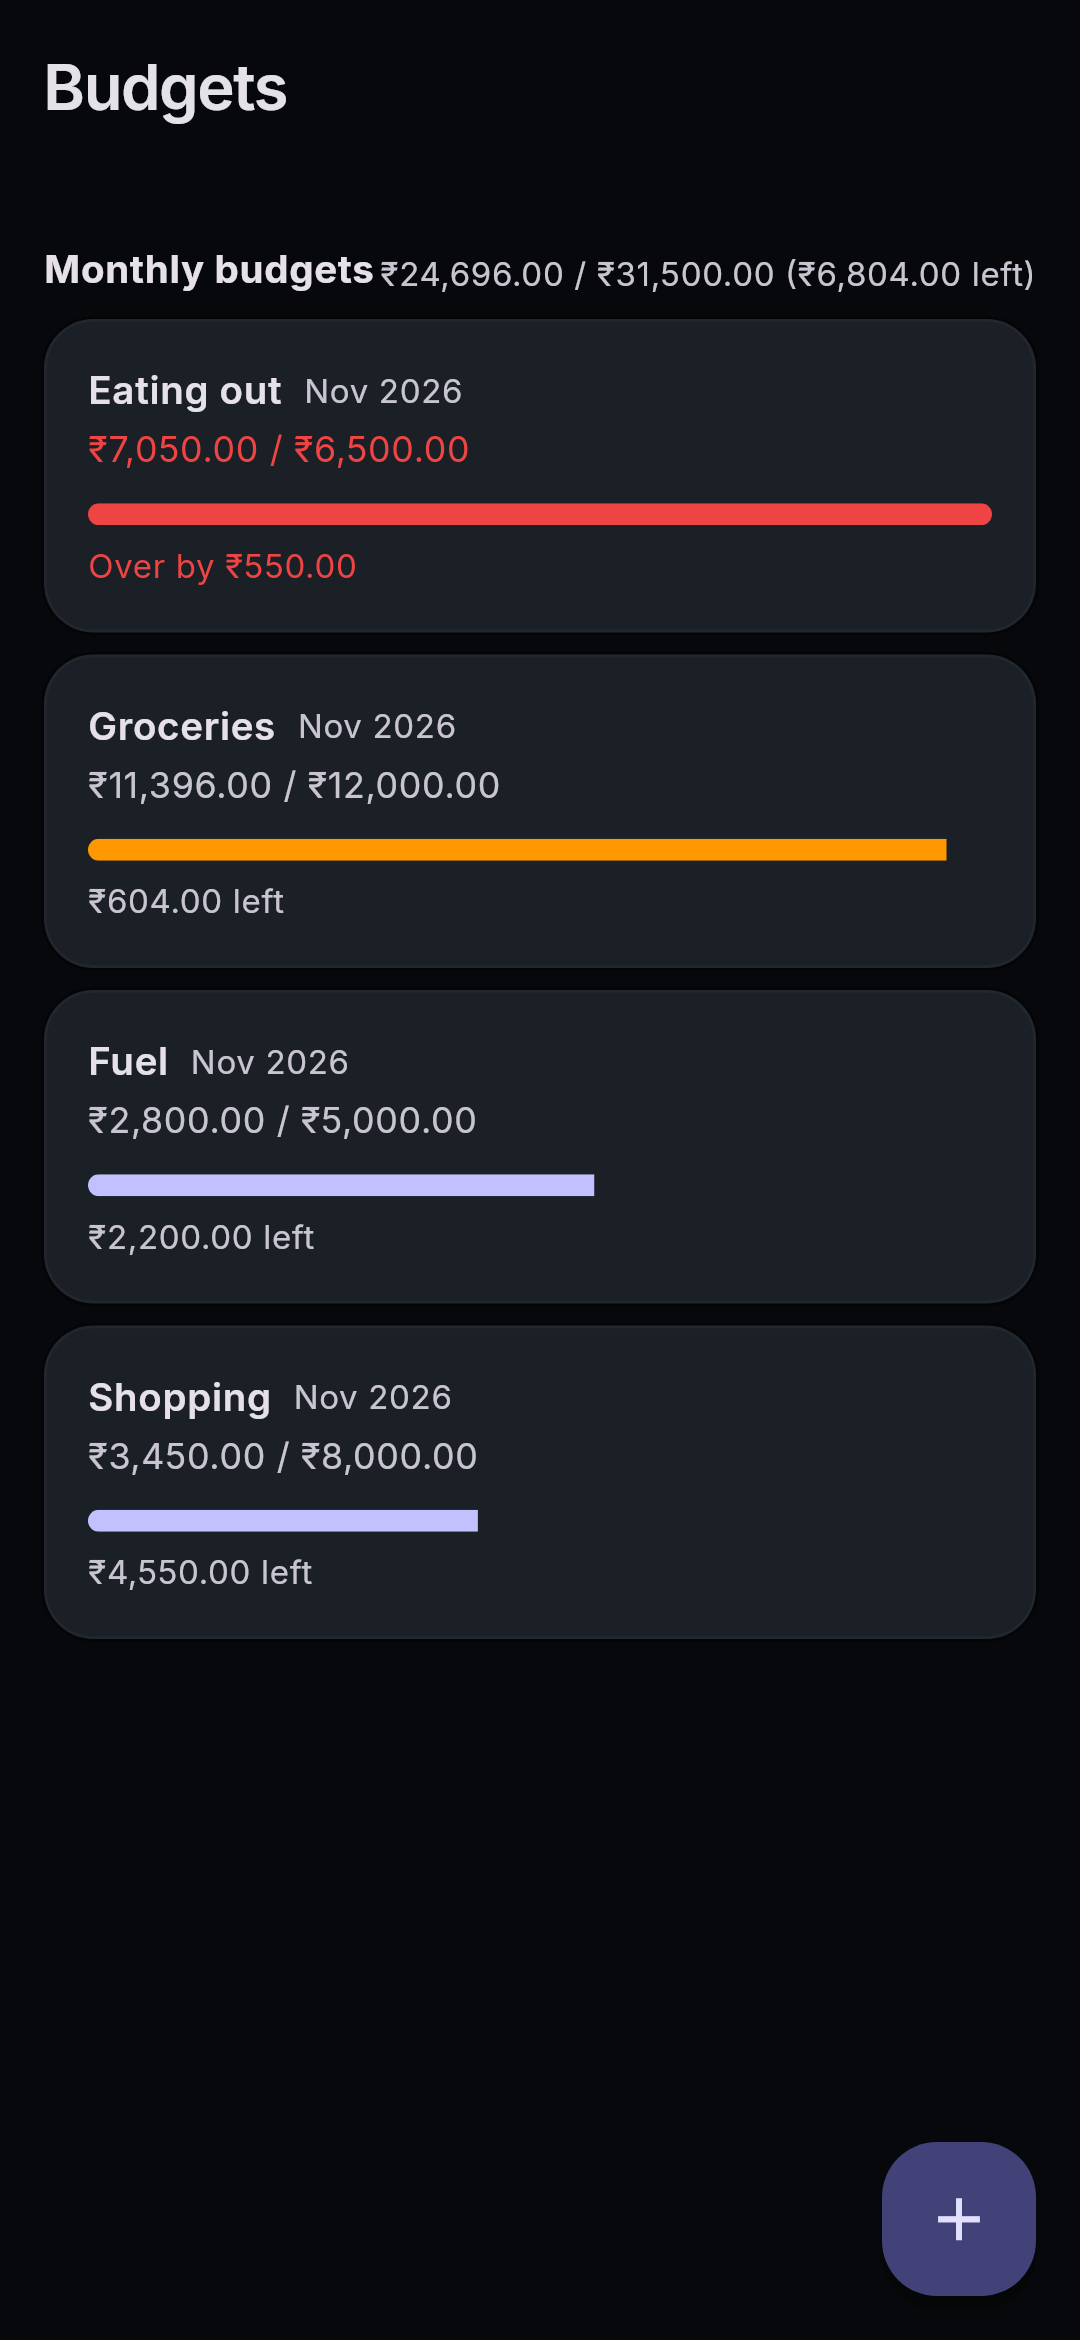 Budgets
Monthly budgets ₹24,696.00 / ₹31,500.00 (₹6,804.00 left)
Eating out Nov 2026
₹7,050.00 / ₹6,500.00
Over by ₹550.00
Groceries Nov 2026
₹11,396.00 / ₹12,000.00
₹604.00 left
Fuel Nov 2026
₹2,800.00 / ₹5,000.00
₹2,200.00 left
Shopping Nov 2026
₹3,450.00 / ₹8,000.00
₹4,550.00 left